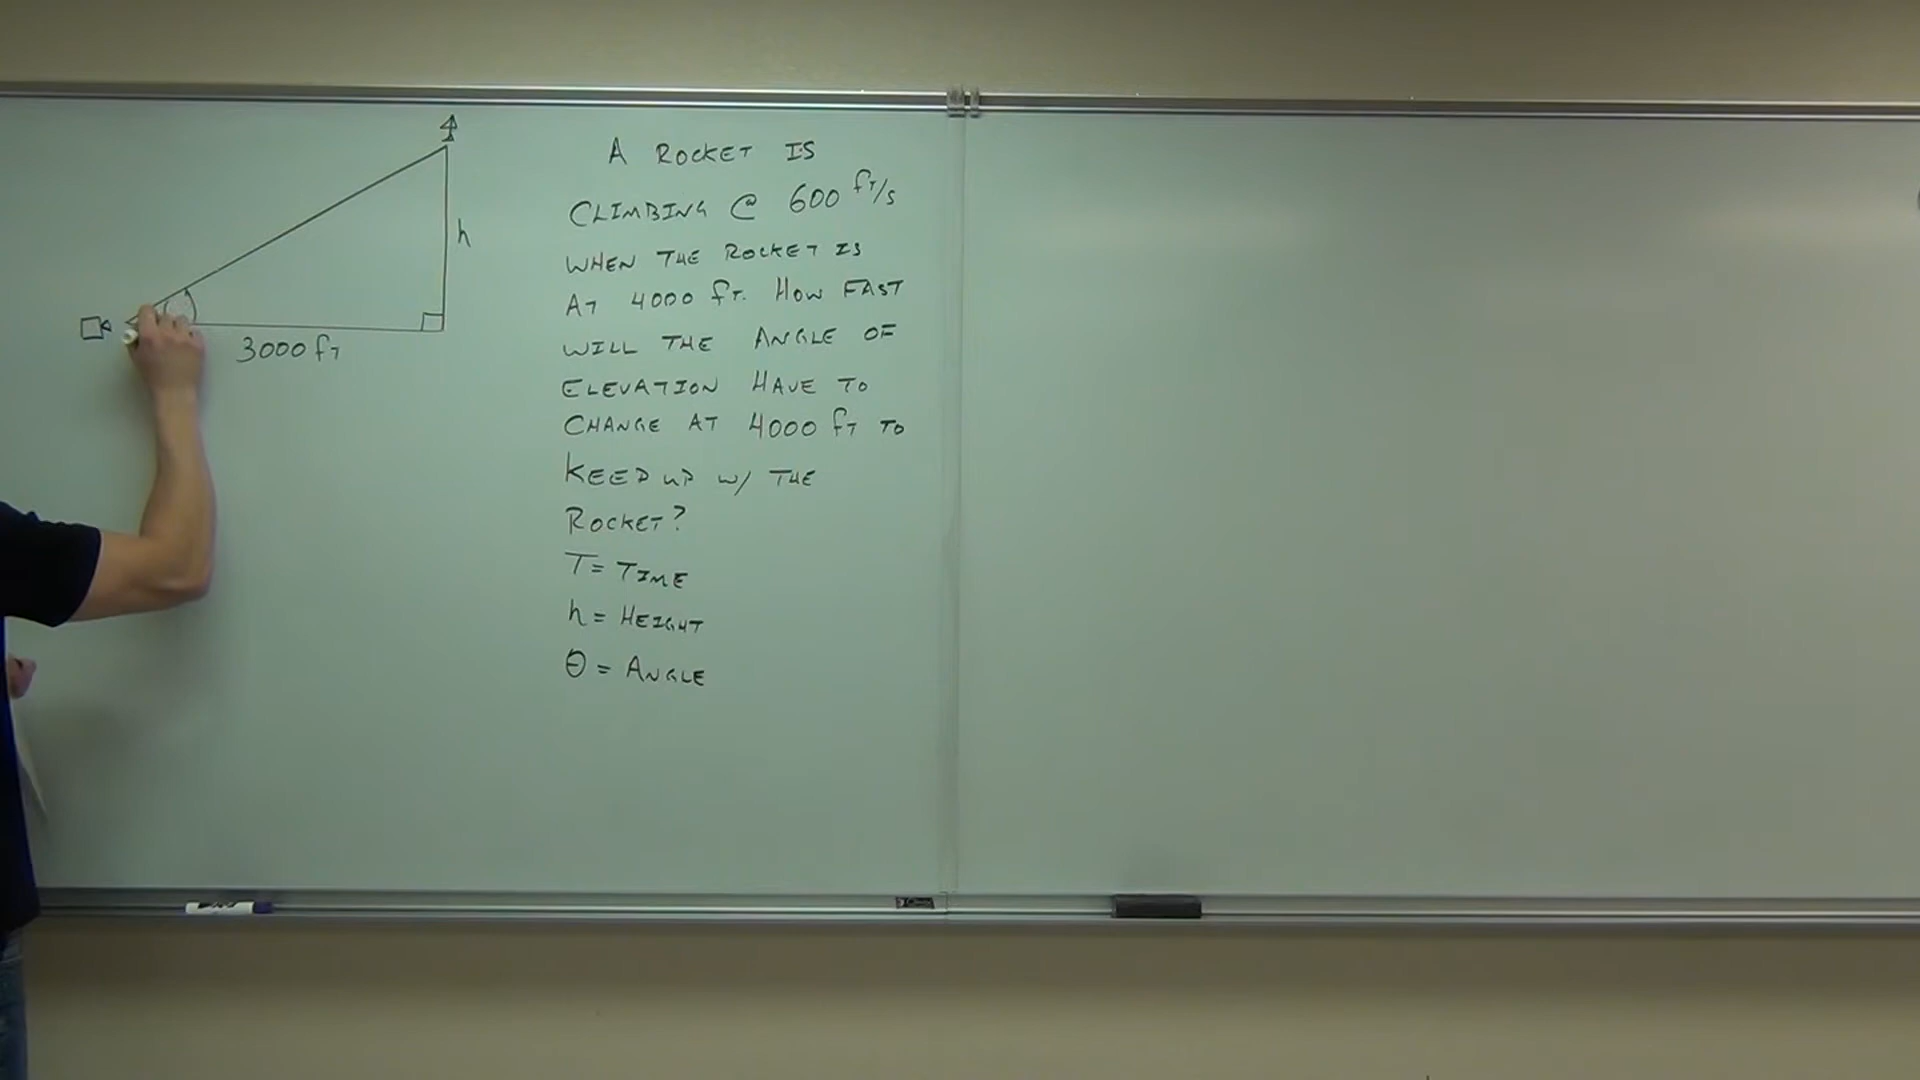 h
3000 ft
A ROCKET IS
CLIMBING @ 600 ft/s
WHEN THE ROCKET IS
AT 4000 ft. HOW FAST
WILL THE ANGLE OF
ELEVATION HAVE TO
CHANGE AT 4000 ft TO
KEEP UP W/ THE
ROCKET?
T = TIME
h = HEIGHT
θ = ANGLE